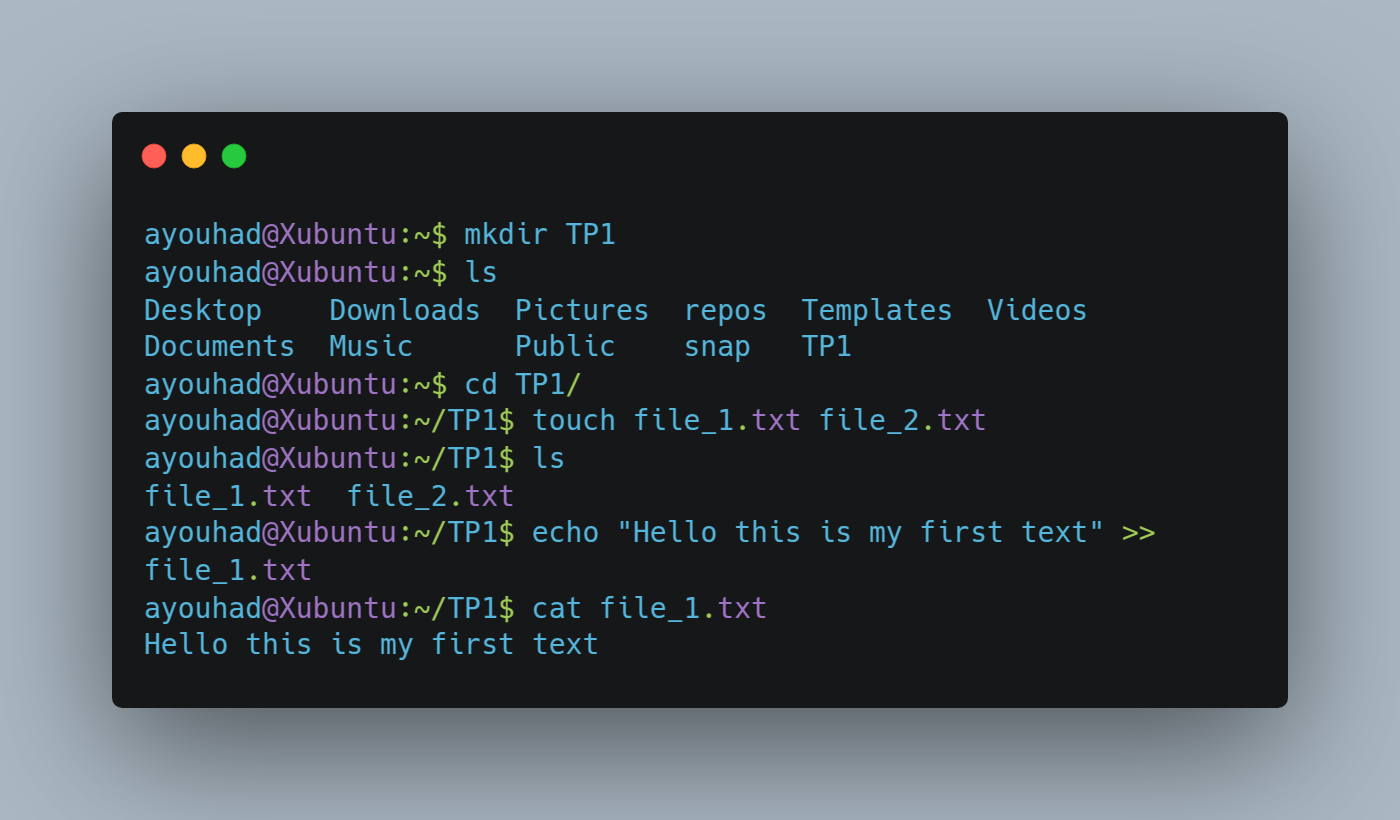 ayouhad@Xubuntu:~$ mkdir TP1
ayouhad@Xubuntu:~$ ls
Desktop    Downloads  Pictures  repos  Templates  Videos
Documents  Music      Public    snap   TP1
ayouhad@Xubuntu:~$ cd TP1/
ayouhad@Xubuntu:~/TP1$ touch file_1.txt file_2.txt
ayouhad@Xubuntu:~/TP1$ ls
file_1.txt  file_2.txt
ayouhad@Xubuntu:~/TP1$ echo "Hello this is my first text" >>
file_1.txt
ayouhad@Xubuntu:~/TP1$ cat file_1.txt
Hello this is my first text